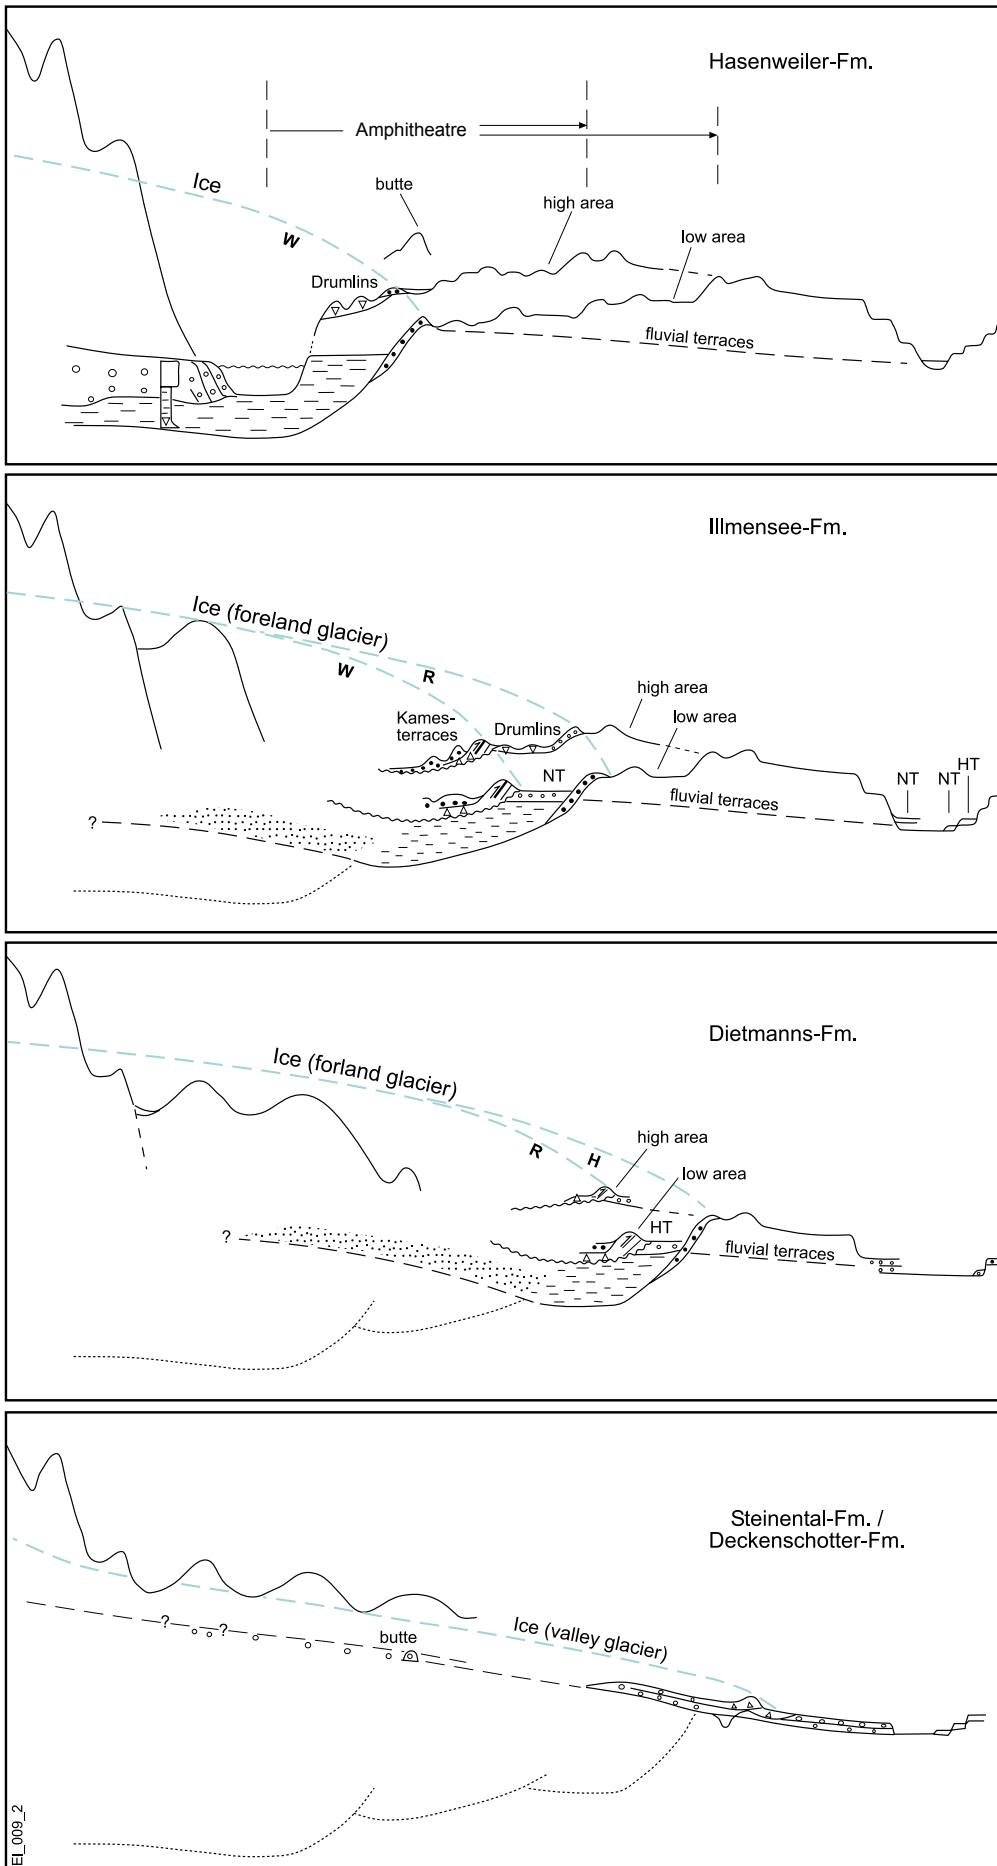 Hasenweiler-Fm.
Amphitheatre
Ice
butte
W
high area
low area
Drumlins
fluvial terraces
Illmensee-Fm.
Ice (foreland glacier)
W
R
high area
low area
Kames-
terraces
Drumlins
NT
HT
NT
NT
fluvial terraces
?
Dietmanns-Fm.
Ice (forland glacier)
R
H
high area
low area
HT
?
fluvial terraces
Steinental-Fm. /
Deckenschotter-Fm.
?
?
butte
Ice (valley glacier)
EI_009_2